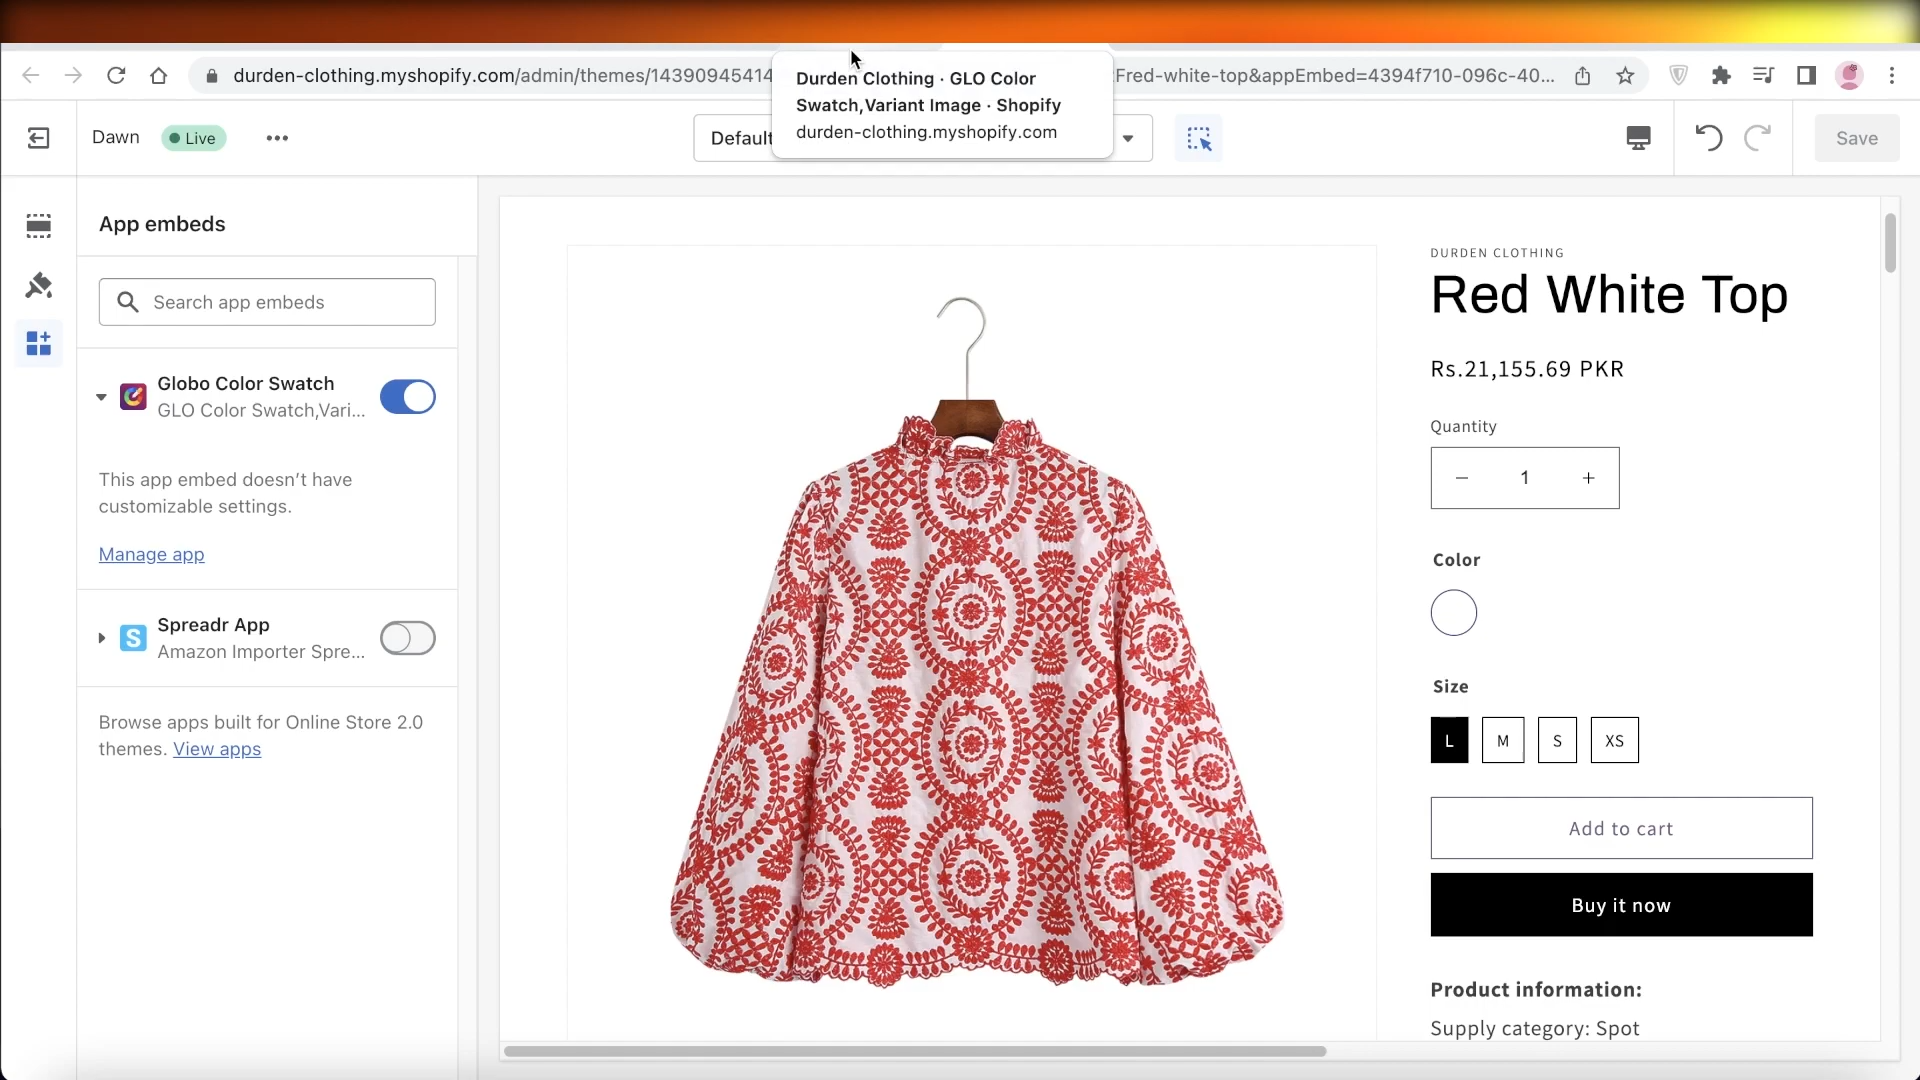 durden-clothing.myshopify.com/admin/themes/14390945414
Fred-white-top&appEmbed=4394f710-096c-40...
Durden Clothing · GLO Color
Swatch,Variant Image · Shopify
durden-clothing.myshopify.com
Dawn
Live
Default
Save
App embeds
Search app embeds
Globo Color Swatch
GLO Color Swatch,Vari...
This app embed doesn’t have
customizable settings.
Manage app
Spreadr App
Amazon Importer Spre...
Browse apps built for Online Store 2.0
themes. View apps
DURDEN CLOTHING
Red White Top
Rs.21,155.69 PKR
Quantity
− 1 +
Color
Size
L M S XS
Add to cart
Buy it now
Product information:
Supply category: Spot